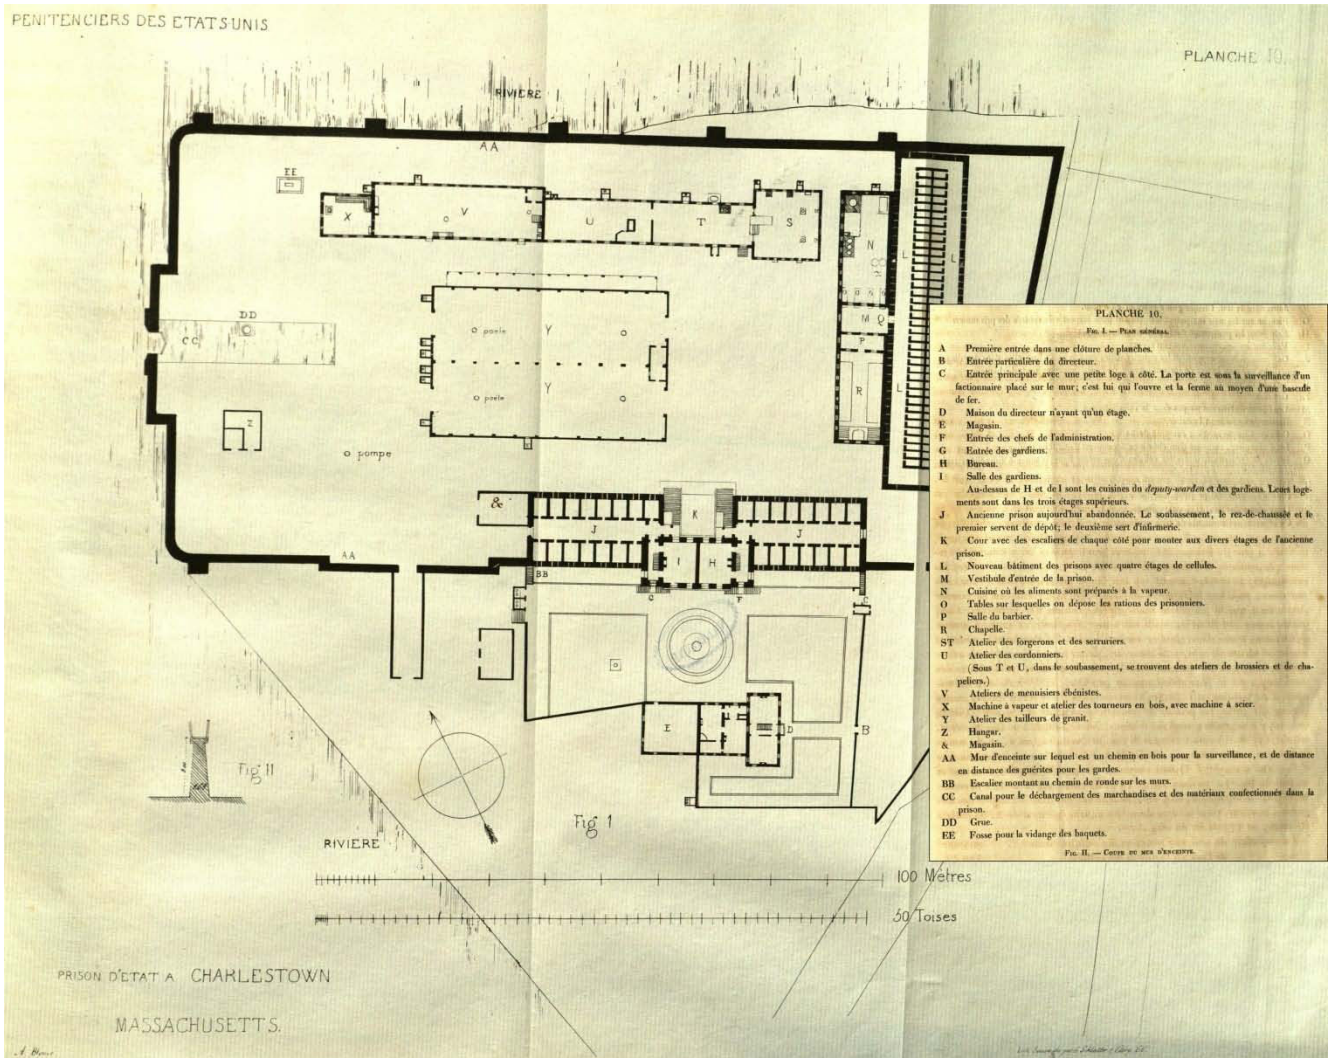 PENITENCIERS DES ETATS UNIS
PLANCHE 10.
RIVIERE
AA
EE
X
V
U
T
S
N
L
L
DD
CC
poele
Y
M Q
P
Z
Y
poele
R
L
pompe
&
J
K
J
AA
I
H
BB
G
F
C
E
D
B
Fig 11
Fig 1
RIVIERE
100 Mètres
50 Toises
PRISON D'ETAT A CHARLESTOWN
MASSACHUSETTS.
PLANCHE 10.
FIG. I. — PLAN GÉNÉRAL.
A Première entrée dans une clôture de planches.
B Entrée particulière du directeur.
C Entrée principale avec une petite loge à côté. La porte est sous la surveillance d'un
factionnaire placé sur le mur; c'est lui qui l'ouvre et la ferme au moyen d'une bascule
de fer.
D Maison du directeur n'ayant qu'un étage.
E Magasin.
F Entrée des chefs de l'administration.
G Entrée des gardiens.
H Bureau.
I Salle des gardiens.
Au-dessus de H et de I sont les cuisines du deputy-warden et des gardiens. Leurs loge-
ments sont dans les trois étages supérieurs.
J Ancienne prison aujourd'hui abandonnée. Le soubassement, le rez-de-chaussée et le
premier servent de dépôt; le deuxième sert d'infirmerie.
K Cour avec des escaliers de chaque côté pour monter aux divers étages de l'ancienne
prison.
L Nouveau bâtiment des prisons avec quatre étages de cellules.
M Vestibule d'entrée de la prison.
N Cuisine où les aliments sont préparés à la vapeur.
O Tables sur lesquelles on dépose les rations des prisonniers.
P Salle du barbier.
R Chapelle.
ST Atelier des forgerons et des serruriers.
U Atelier des cordonniers.
(Sous T et U, dans le soubassement, se trouvent des ateliers de brossiers et de cha-
peliers.)
V Ateliers de menuisiers ébénistes.
X Machine à vapeur et atelier des tourneurs en bois, avec machine à scier.
Y Atelier des tailleurs de granit.
Z Hangar.
& Magasin.
AA Mur d'enceinte sur lequel est un chemin en bois pour la surveillance, et de distance
en distance des guérites pour les gardes.
BB Escalier montant au chemin de ronde sur les murs.
CC Canal pour le déchargement des marchandises et des matériaux confectionnés dans la
prison.
DD Grue.
EE Fosse pour la vidange des baquets.
FIG. II. — COUPE DU MUR D'ENCEINTE.